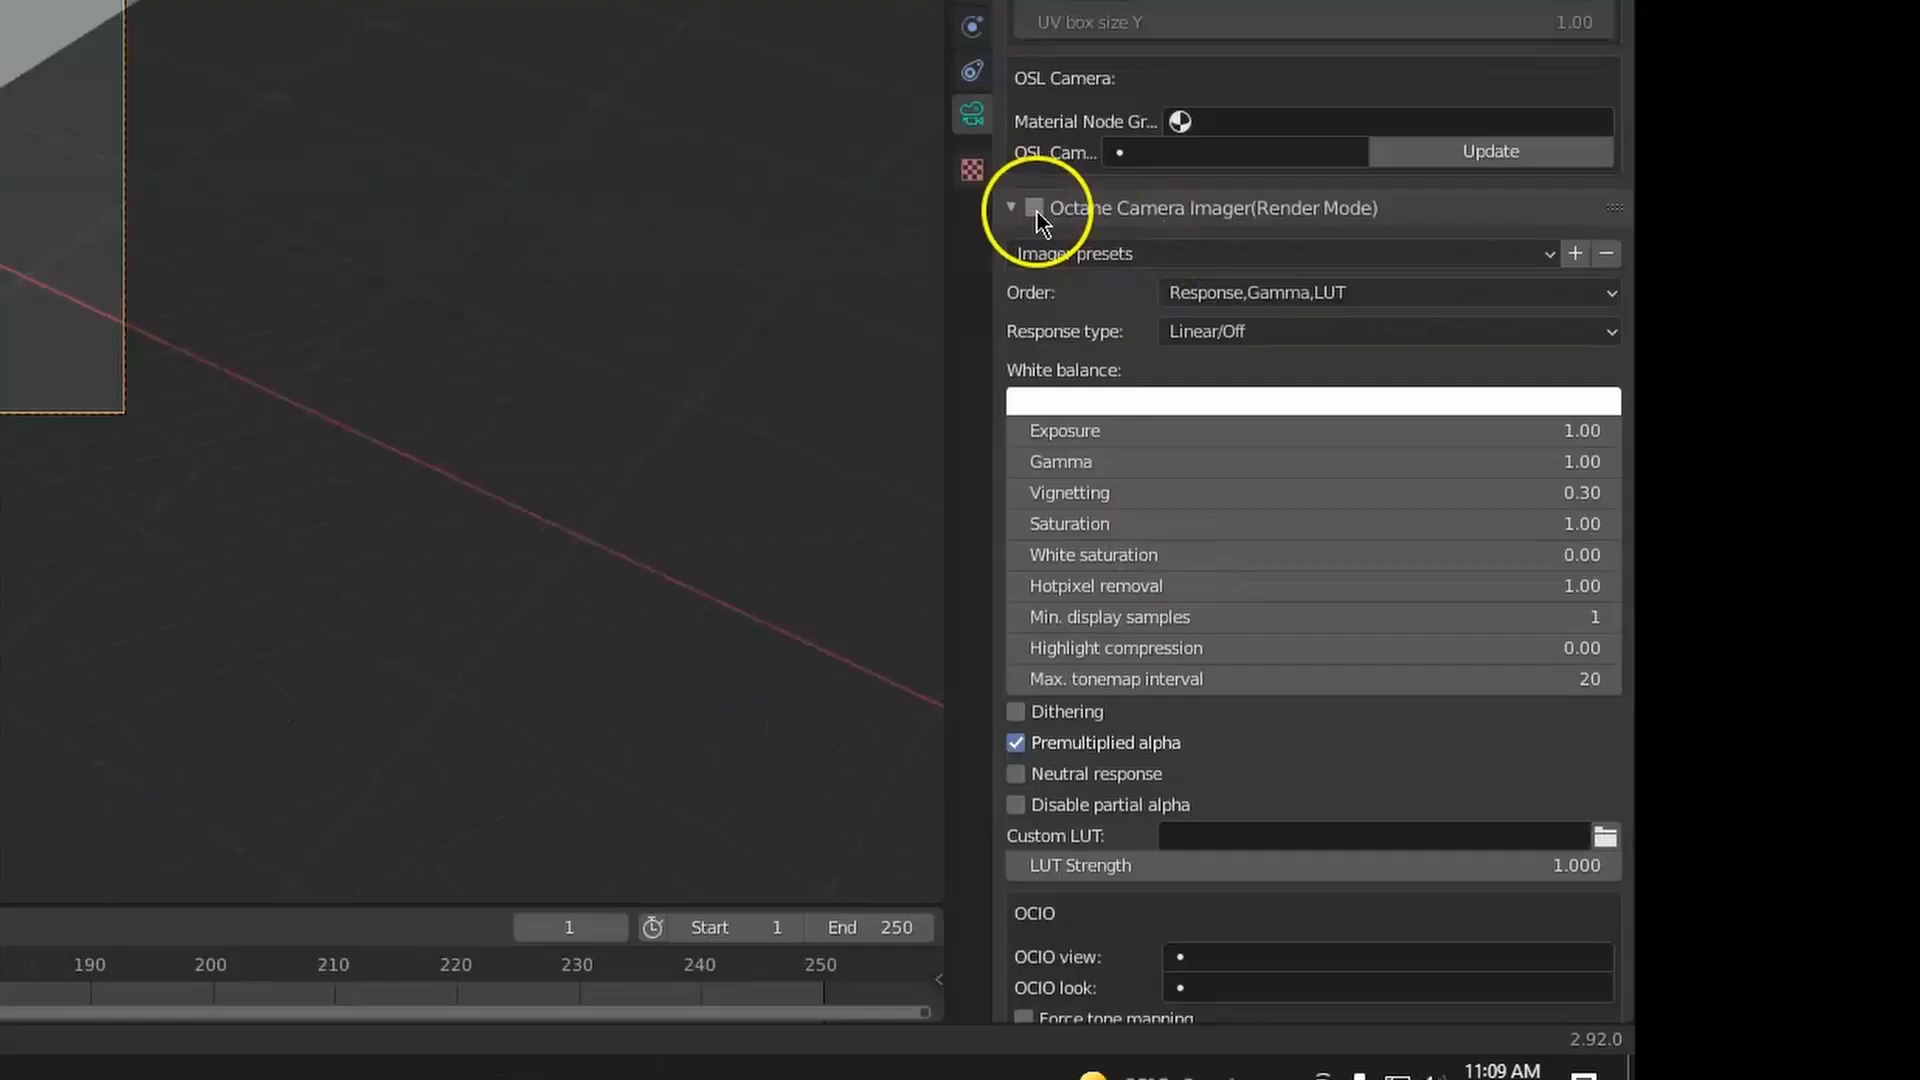 UV box size Y 1.00
OSL Camera:
Material Node Gr...
OSL Cam... Update
Octane Camera Imager(Render Mode)
Imager presets
Order: Response,Gamma,LUT
Response type: Linear/Off
White balance:
Exposure 1.00
Gamma 1.00
Vignetting 0.30
Saturation 1.00
White saturation 0.00
Hotpixel removal 1.00
Min. display samples 1
Highlight compression 0.00
Max. tonemap interval 20
Dithering
Premultiplied alpha
Neutral response
Disable partial alpha
Custom LUT:
LUT Strength 1.000
OCIO
1 Start 1 End 250
OCIO view:
190 200 210 220 230 240 250
OCIO look:
Force tone mapping
2.92.0
11:09 AM